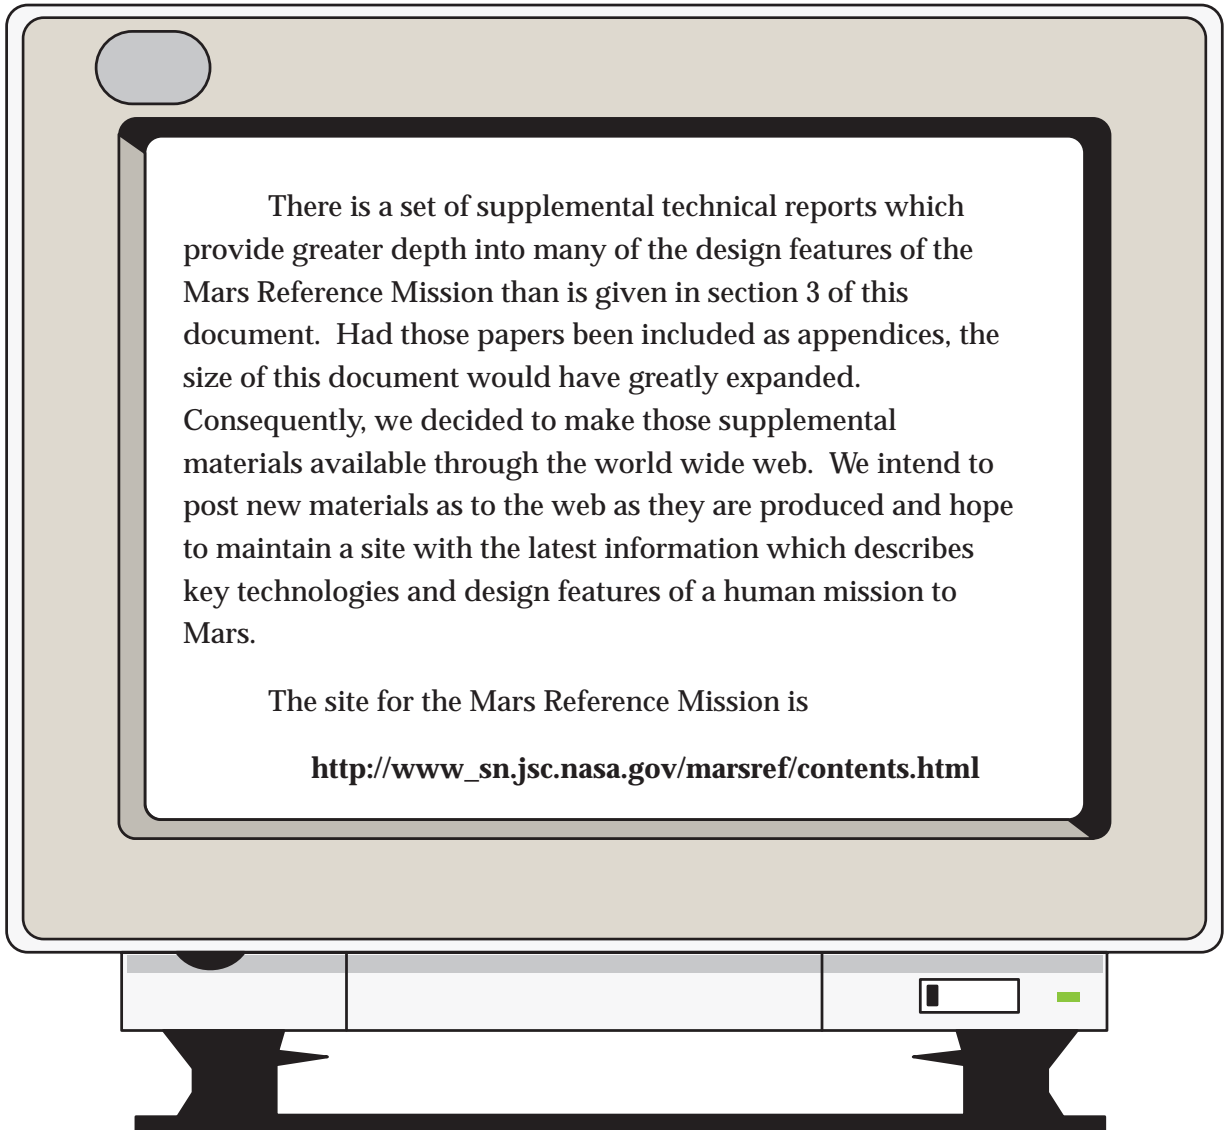 There is a set of supplemental technical reports which
provide greater depth into many of the design features of the
Mars Reference Mission than is given in section 3 of this
document.  Had those papers been included as appendices, the
size of this document would have greatly expanded.
Consequently, we decided to make those supplemental
materials available through the world wide web.  We intend to
post new materials as to the web as they are produced and hope
to maintain a site with the latest information which describes
key technologies and design features of a human mission to
Mars.
The site for the Mars Reference Mission is
http://www_sn.jsc.nasa.gov/marsref/contents.html